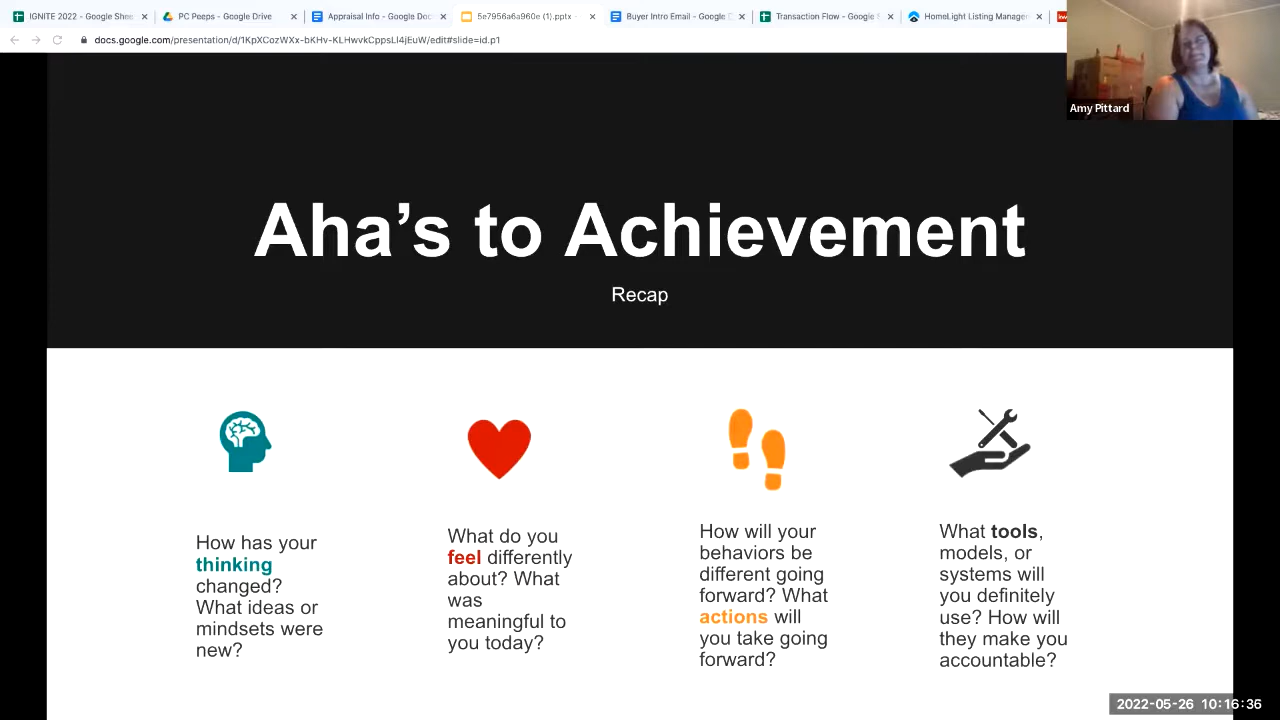 IGNITE 2022 - Google Shee
PC Peeps - Google Drive
Appraisal Info - Google Doc
5e7956a6a960e (1).pptx -
Buyer Intro Email - Google D
Transaction Flow - Google S
HomeLight Listing Manager
kw
docs.google.com/presentation/d/1KpXCozWXx-bKHv-KLHwvkCppsLI4jEuW/edit#slide=id.p1
Amy Pittard
Aha’s to Achievement
Recap
How has your
thinking
changed?
What ideas or
mindsets were
new?
What do you
feel differently
about? What
was
meaningful to
you today?
How will your
behaviors be
different going
forward? What
actions will
you take going
forward?
What tools,
models, or
systems will
you definitely
use? How will
they make you
accountable?
2022-05-26 10:16:36